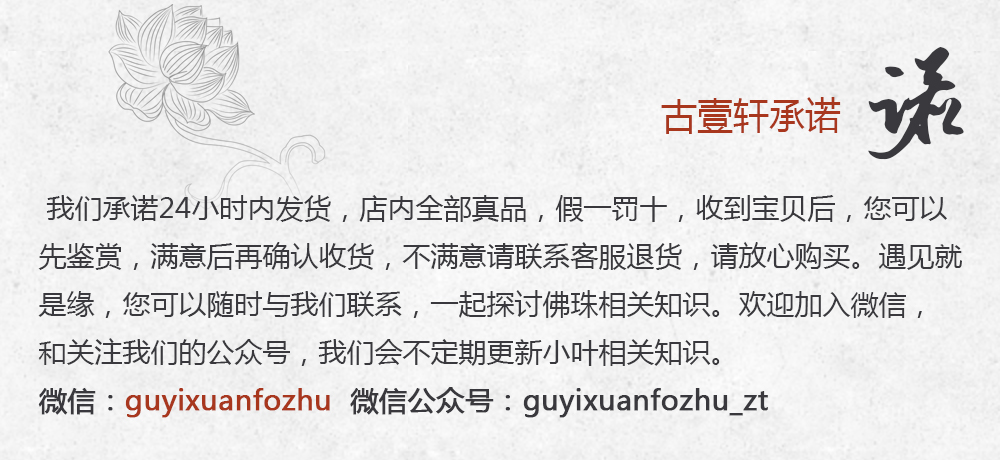 古壹轩承诺 诺
我们承诺24小时内发货，店内全部真品，假一罚十，收到宝贝后，您可以
先鉴赏，满意后再确认收货，不满意请联系客服退货，请放心购买。遇见就
是缘，您可以随时与我们联系，一起探讨佛珠相关知识。欢迎加入微信，
和关注我们的公众号，我们会不定期更新小叶相关知识。
微信：guyixuanfozhu 微信公众号：guyixuanfozhu_zt